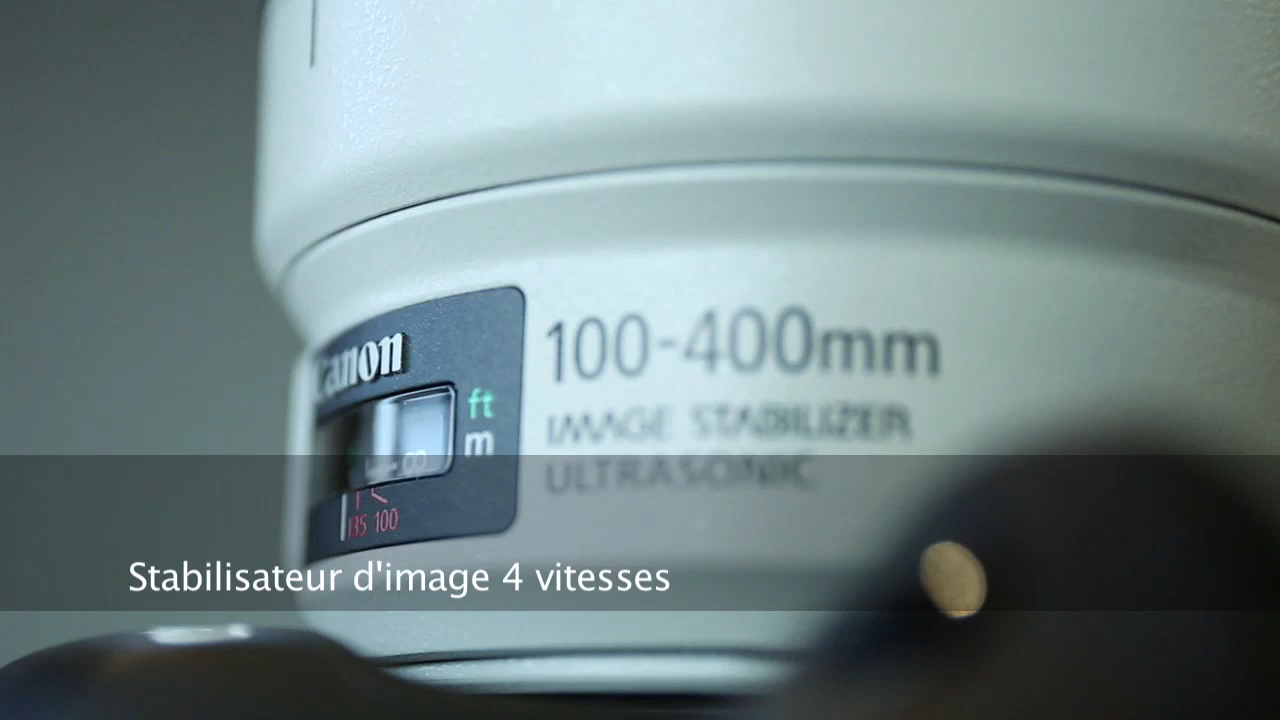 Canon
100-400mm
ft
IMAGE STABILIZER
m
∞
ULTRASONIC
135 100
Stabilisateur d'image 4 vitesses